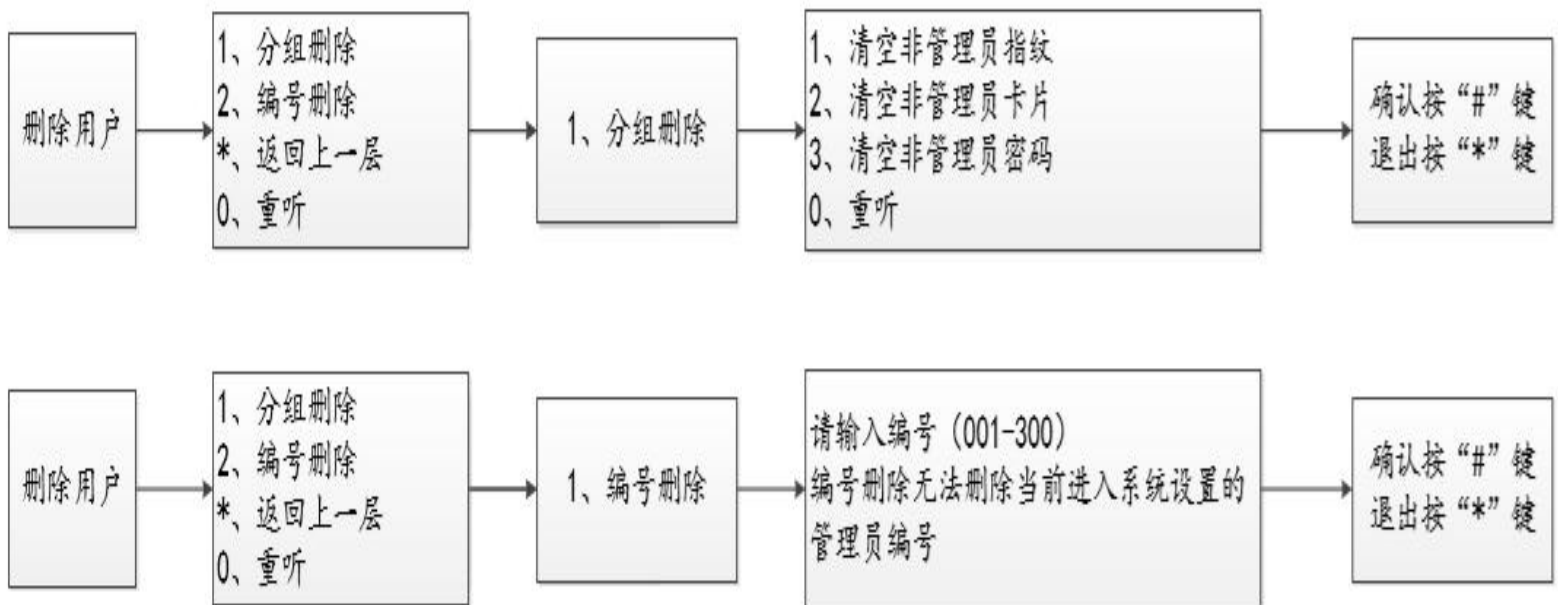 删除用户
1、分组删除
2、编号删除
*、返回上一层
0、重听
1、分组删除
1、清空非管理员指纹
2、清空非管理员卡片
3、清空非管理员密码
0、重听
确认按“#”键
退出按“*”键
删除用户
1、分组删除
2、编号删除
*、返回上一层
0、重听
1、编号删除
请输入编号（001-300）
编号删除无法删除当前进入系统设置的
管理员编号
确认按“#”键
退出按“*”键